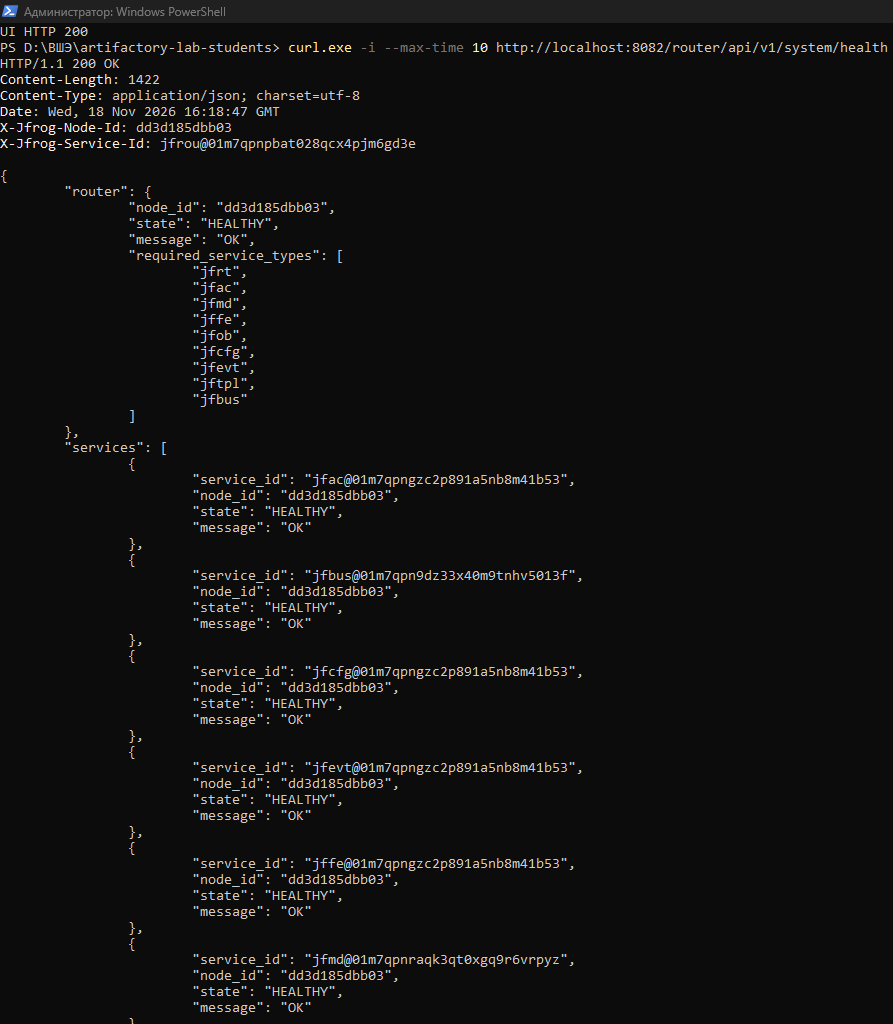 Администратор: Windows PowerShell
UI HTTP 200
PS D:\ВШЭ\artifactory-lab-students> curl.exe -i --max-time 10 http://localhost:8082/router/api/v1/system/health
HTTP/1.1 200 OK
Content-Length: 1422
Content-Type: application/json; charset=utf-8
Date: Wed, 18 Nov 2026 16:18:47 GMT
X-Jfrog-Node-Id: dd3d185dbb03
X-Jfrog-Service-Id: jfrou@01m7qpnpbat028qcx4pjm6gd3e
{
"router": {
"node_id": "dd3d185dbb03",
"state": "HEALTHY",
"message": "OK",
"required_service_types": [
"jfrt",
"jfac",
"jfmd",
"jffe",
"jfob",
"jfcfg",
"jfevt",
"jftpl",
"jfbus"
]
},
"services": [
{
"service_id": "jfac@01m7qpngzc2p891a5nb8m41b53",
"node_id": "dd3d185dbb03",
"state": "HEALTHY",
"message": "OK"
},
{
"service_id": "jfbus@01m7qpn9dz33x40m9tnhv5013f",
"node_id": "dd3d185dbb03",
"state": "HEALTHY",
"message": "OK"
},
{
"service_id": "jfcfg@01m7qpngzc2p891a5nb8m41b53",
"node_id": "dd3d185dbb03",
"state": "HEALTHY",
"message": "OK"
},
{
"service_id": "jfevt@01m7qpngzc2p891a5nb8m41b53",
"node_id": "dd3d185dbb03",
"state": "HEALTHY",
"message": "OK"
},
{
"service_id": "jffe@01m7qpngzc2p891a5nb8m41b53",
"node_id": "dd3d185dbb03",
"state": "HEALTHY",
"message": "OK"
},
{
"service_id": "jfmd@01m7qpnraqk3qt0xgq9r6vrpyz",
"node_id": "dd3d185dbb03",
"state": "HEALTHY",
"message": "OK"
}